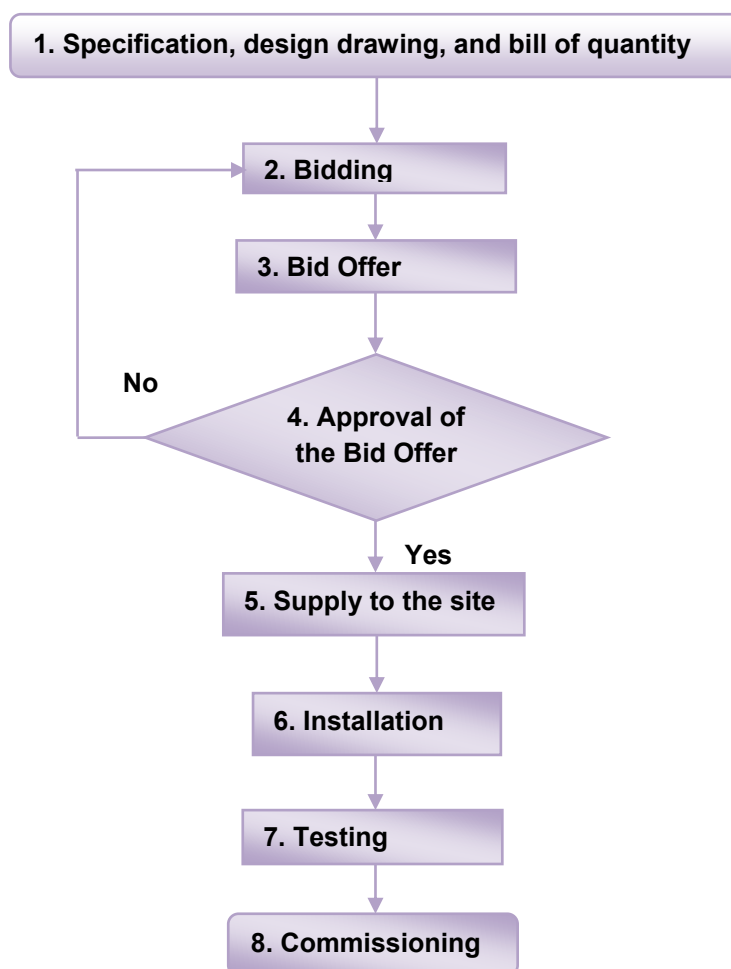 1. Specification, design drawing, and bill of quantity
2. Bidding
3. Bid Offer
No
4. Approval of
the Bid Offer
Yes
5. Supply to the site
6. Installation
7. Testing
8. Commissioning